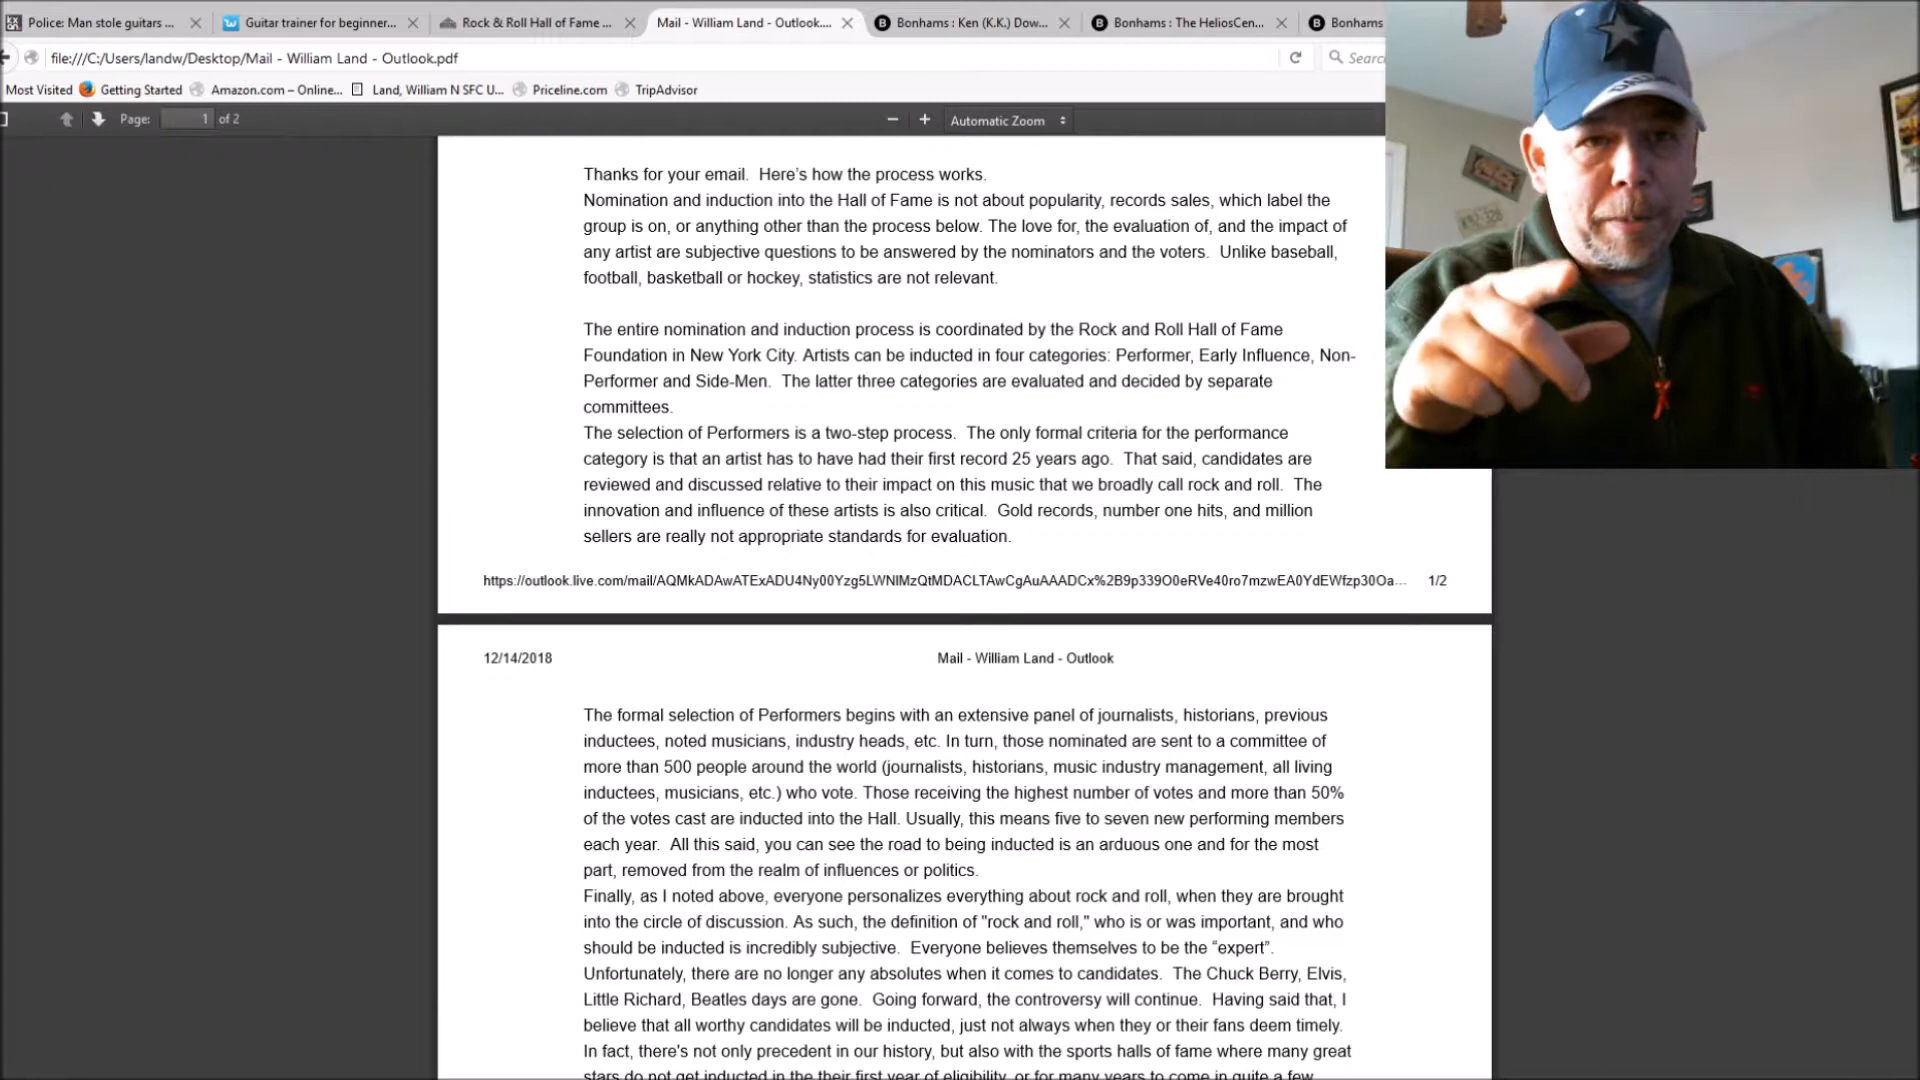 Police: Man stole guitars ...
Guitar trainer for beginner...
Rock & Roll Hall of Fame ...
Mail - William Land - Outlook....
Bonhams : Ken (K.K.) Dow...
Bonhams : The HeliosCen...
Bonhams
file:///C:/Users/landw/Desktop/Mail - William Land - Outlook.pdf
Searc
Most Visited
Getting Started
Amazon.com – Online...
Land, William N SFC U...
Priceline.com
TripAdvisor
Page: 1 of 2
Automatic Zoom
Thanks for your email.  Here's how the process works.
Nomination and induction into the Hall of Fame is not about popularity, records sales, which label the
group is on, or anything other than the process below. The love for, the evaluation of, and the impact of
any artist are subjective questions to be answered by the nominators and the voters.  Unlike baseball,
football, basketball or hockey, statistics are not relevant.
The entire nomination and induction process is coordinated by the Rock and Roll Hall of Fame
Foundation in New York City. Artists can be inducted in four categories: Performer, Early Influence, Non-
Performer and Side-Men.  The latter three categories are evaluated and decided by separate
committees.
The selection of Performers is a two-step process.  The only formal criteria for the performance
category is that an artist has to have had their first record 25 years ago.  That said, candidates are
reviewed and discussed relative to their impact on this music that we broadly call rock and roll.  The
innovation and influence of these artists is also critical.  Gold records, number one hits, and million
sellers are really not appropriate standards for evaluation.
1/2
12/14/2018
Mail - William Land - Outlook
The formal selection of Performers begins with an extensive panel of journalists, historians, previous
inductees, noted musicians, industry heads, etc. In turn, those nominated are sent to a committee of
more than 500 people around the world (journalists, historians, music industry management, all living
inductees, musicians, etc.) who vote. Those receiving the highest number of votes and more than 50%
of the votes cast are inducted into the Hall. Usually, this means five to seven new performing members
each year.  All this said, you can see the road to being inducted is an arduous one and for the most
part, removed from the realm of influences or politics.
Finally, as I noted above, everyone personalizes everything about rock and roll, when they are brought
into the circle of discussion. As such, the definition of "rock and roll," who is or was important, and who
should be inducted is incredibly subjective.  Everyone believes themselves to be the “expert”.
Unfortunately, there are no longer any absolutes when it comes to candidates.  The Chuck Berry, Elvis,
Little Richard, Beatles days are gone.  Going forward, the controversy will continue.  Having said that, I
believe that all worthy candidates will be inducted, just not always when they or their fans deem timely.
In fact, there's not only precedent in our history, but also with the sports halls of fame where many great
stars do not get inducted in the their first year of eligibility, or for many years to come in quite a few